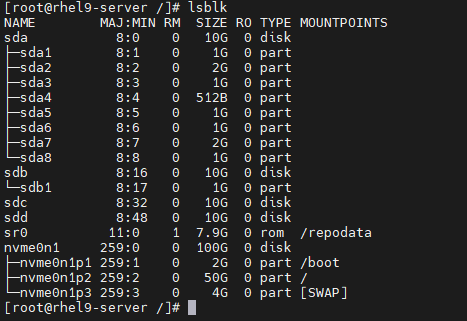 [root@rhel9-server /]# lsblk
NAME        MAJ:MIN RM  SIZE RO TYPE MOUNTPOINTS
sda           8:0    0   10G  0 disk
├─sda1        8:1    0    1G  0 part
├─sda2        8:2    0    2G  0 part
├─sda3        8:3    0    1G  0 part
├─sda4        8:4    0  512B  0 part
├─sda5        8:5    0    1G  0 part
├─sda6        8:6    0    1G  0 part
├─sda7        8:7    0    2G  0 part
└─sda8        8:8    0    1G  0 part
sdb           8:16   0   10G  0 disk
└─sdb1        8:17   0    1G  0 part
sdc           8:32   0   10G  0 disk
sdd           8:48   0   10G  0 disk
sr0          11:0    1  7.9G  0 rom  /repodata
nvme0n1     259:0    0  100G  0 disk
├─nvme0n1p1 259:1    0    2G  0 part /boot
├─nvme0n1p2 259:2    0   50G  0 part /
└─nvme0n1p3 259:3    0    4G  0 part [SWAP]
[root@rhel9-server /]#